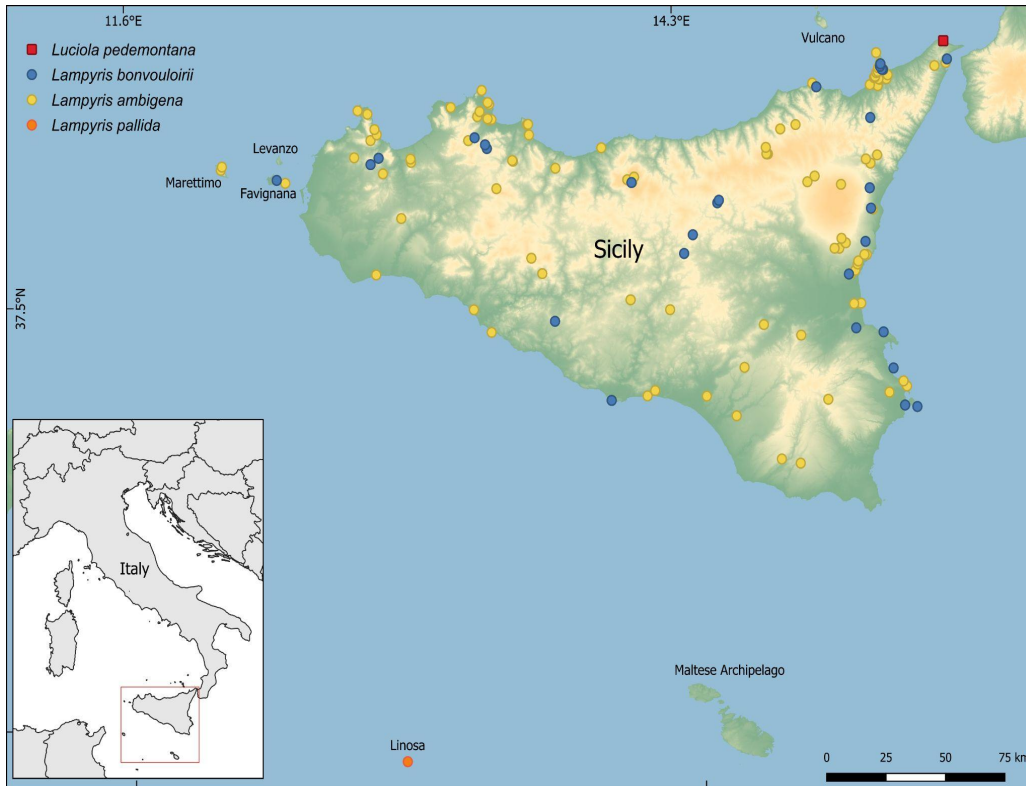 11.6°E
14.3°E
Luciola pedemontana
Lampyris bonvouloirii
Lampyris ambigena
Lampyris pallida
Vulcano
Levanzo
Marettimo
Favignana
Sicily
37.5°N
Italy
Maltese Archipelago
Linosa
0 25 50 75 km